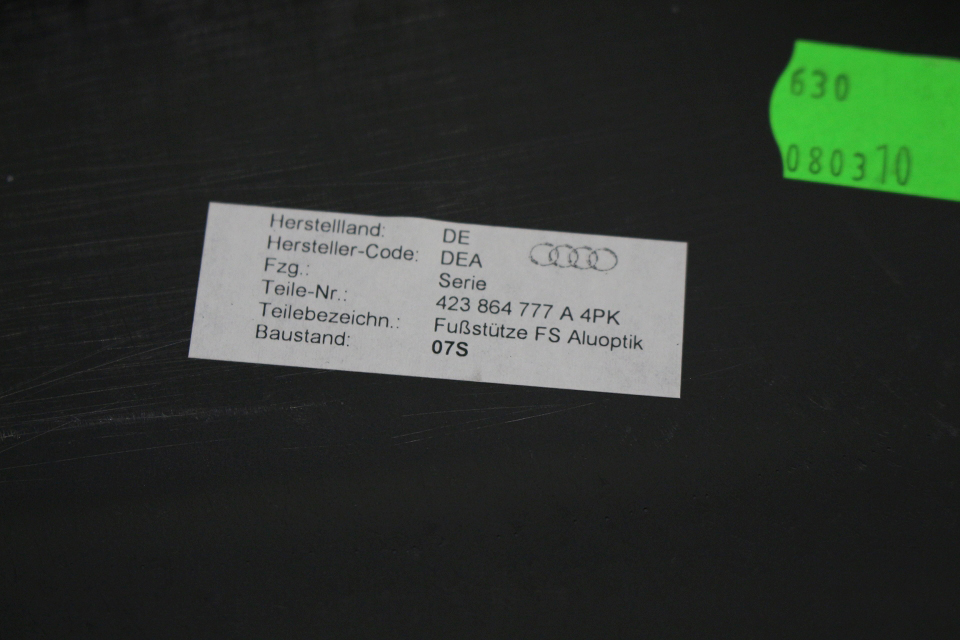 630
080310
Herstellland: DE
Hersteller-Code: DEA
Fzg.: Serie
Teile-Nr.: 423 864 777 A 4PK
Teilebezeichn.: Fußstütze FS Aluoptik
Baustand: 07S